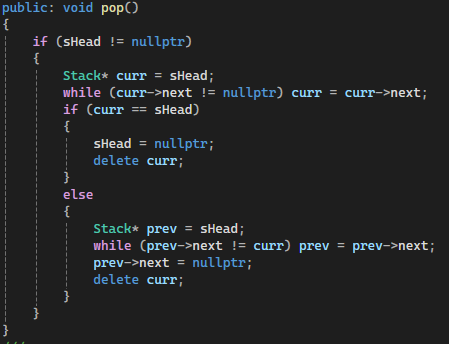 public: void pop()
{
    if (sHead != nullptr)
    {
        Stack* curr = sHead;
        while (curr->next != nullptr) curr = curr->next;
        if (curr == sHead)
        {
            sHead = nullptr;
            delete curr;
        }
        else
        {
            Stack* prev = sHead;
            while (prev->next != curr) prev = prev->next;
            prev->next = nullptr;
            delete curr;
        }
    }
}